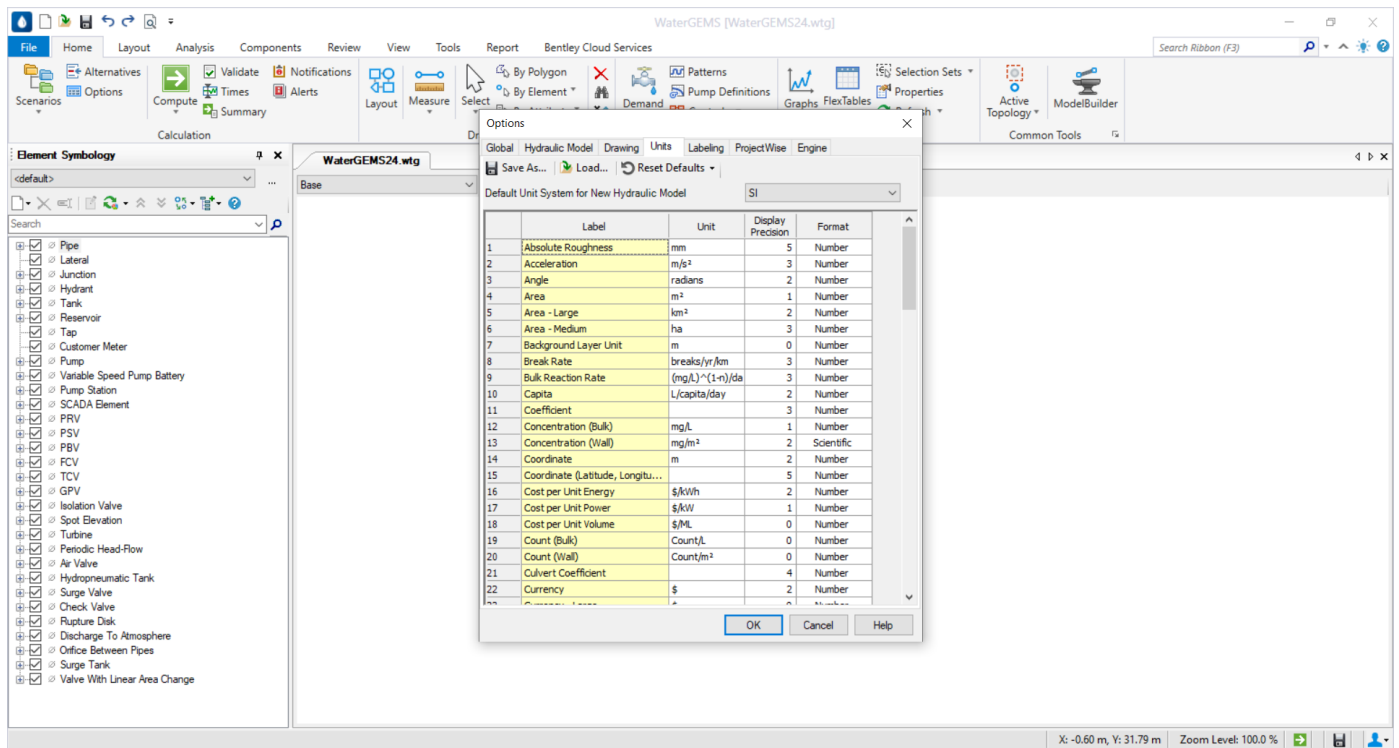 WaterGEMS [WaterGEMS24.wtg]
File Home Layout Analysis Components Review View Tools Report Bentley Cloud Services
Search Ribbon (F3)
Scenarios
Alternatives
Options
Compute
Validate
Times
Summary
Notifications
Alerts
Calculation
Layout
Measure
Select
By Polygon
By Element
Demand
Patterns
Pump Definitions
Graphs
FlexTables
Selection Sets
Properties
Active
Topology
ModelBuilder
Common Tools
Element Symbology
<default>
...
Search
Pipe
Lateral
Junction
Hydrant
Tank
Reservoir
Tap
Customer Meter
Pump
Variable Speed Pump Battery
Pump Station
SCADA Element
PRV
PSV
PBV
FCV
TCV
GPV
Isolation Valve
Spot Elevation
Turbine
Periodic Head-Flow
Air Valve
Hydropneumatic Tank
Surge Valve
Check Valve
Rupture Disk
Discharge To Atmosphere
Orifice Between Pipes
Surge Tank
Valve With Linear Area Change
WaterGEMS24.wtg
Base
Options
Global Hydraulic Model Drawing Units Labeling ProjectWise Engine
Save As... Load... Reset Defaults
Default Unit System for New Hydraulic Model SI
Label Unit Display Precision Format
1 Absolute Roughness mm 5 Number
2 Acceleration m/s² 3 Number
3 Angle radians 2 Number
4 Area m² 1 Number
5 Area - Large km² 2 Number
6 Area - Medium ha 3 Number
7 Background Layer Unit m 0 Number
8 Break Rate breaks/yr/km 3 Number
9 Bulk Reaction Rate (mg/L)^(1-n)/da 3 Number
10 Capita L/capita/day 2 Number
11 Coefficient 3 Number
12 Concentration (Bulk) mg/L 1 Number
13 Concentration (Wall) mg/m² 2 Scientific
14 Coordinate m 2 Number
15 Coordinate (Latitude, Longitu... 5 Number
16 Cost per Unit Energy $/kWh 2 Number
17 Cost per Unit Power $/kW 1 Number
18 Cost per Unit Volume $/ML 0 Number
19 Count (Bulk) Count/L 0 Number
20 Count (Wall) Count/m² 0 Number
21 Culvert Coefficient 4 Number
22 Currency $ 2 Number
OK Cancel Help
X: -0.60 m, Y: 31.79 m Zoom Level: 100.0 %